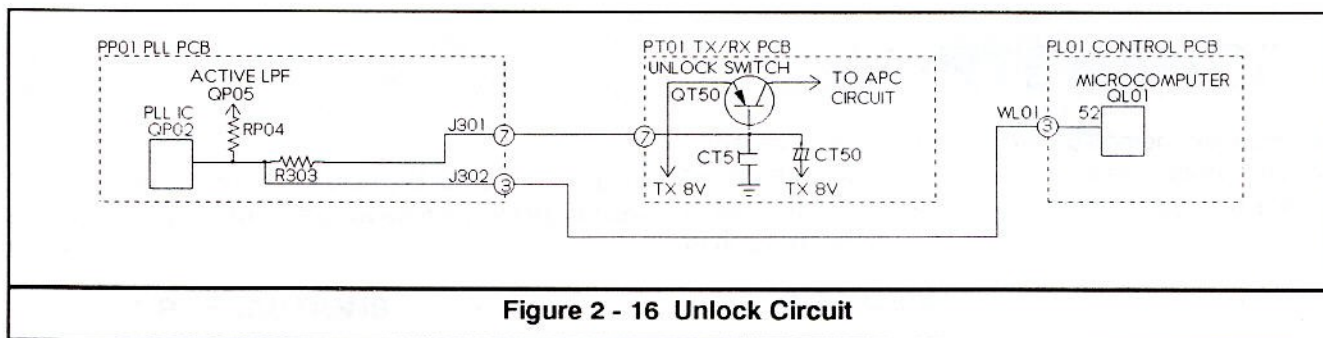 PP01 PLL PCB
ACTIVE LPF
QP05
PLL IC
QP02
RP04
R303
J301
7
J302
3
PT01 TX/RX PCB
UNLOCK SWITCH
QT50
TO APC
CIRCUIT
7
CT51
CT50
TX 8V
TX 8V
PL01 CONTROL PCB
MICROCOMPUTER
QL01
WL01
3
52
Figure 2 - 16 Unlock Circuit